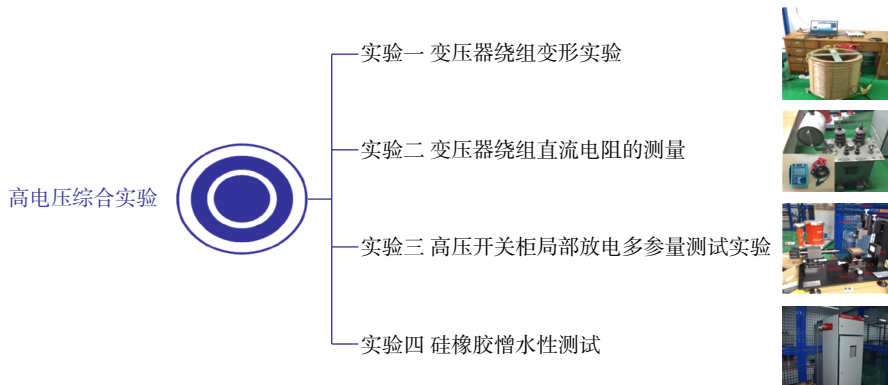 实验一 变压器绕组变形实验
实验二 变压器绕组直流电阻的测量
高电压综合实验
实验三 高压开关柜局部放电多参量测试实验
实验四 硅橡胶憎水性测试